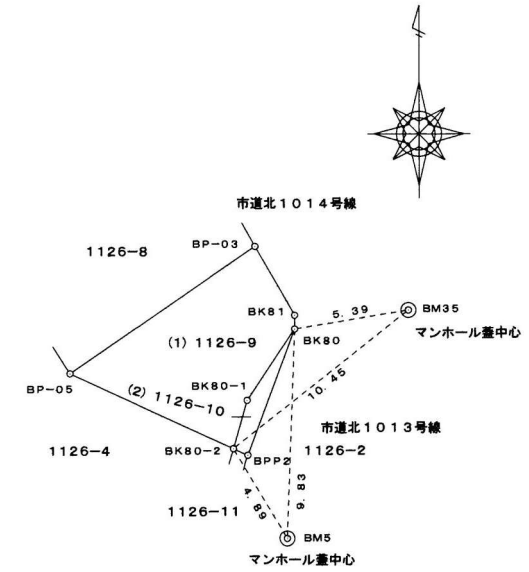 市道北1014号線
BP-03
1126-8
BK81
5.39
BM35
マンホール蓋中心
BK80
(1) 1126-9
BK80-1
BP-05
(2) 1126-10
10.45
市道北1013号線
1126-4
BK80-2
BPP2
1126-2
9.83
4.89
1126-11
BM5
マンホール蓋中心